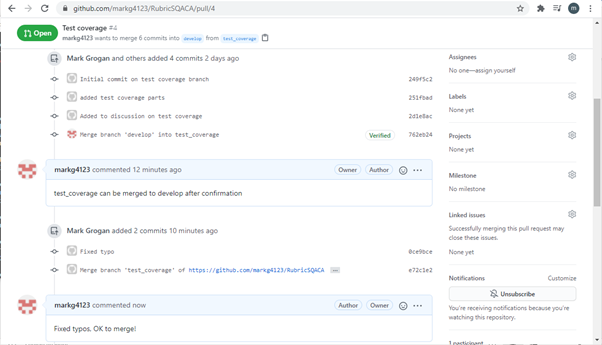 github.com/markg4123/RubricSQACA/pull/4
m
Open
Test coverage #4
markg4123 wants to merge 6 commits into develop from test_coverage
Mark Grogan and others added 4 commits 2 days ago
Initial commit on test coverage branch 249f5c2
added test coverage parts 251fbad
Added to discussion on test coverage 2d1e8ac
Merge branch 'develop' into test_coverage Verified 762eb24
markg4123 commented 12 minutes ago Owner Author
test_coverage can be merged to develop after confirmation
Mark Grogan added 2 commits 10 minutes ago
Fixed typo 0ce9bce
Merge branch 'test_coverage' of https://github.com/markg4123/RubricSQACA e72c1e2
markg4123 commented now Author Owner
Fixed typos, OK to merge!
Assignees
No one—assign yourself
Labels
None yet
Projects
None yet
Milestone
No milestone
Linked issues
Successfully merging this pull request may
close these issues.
None yet
Notifications Customize
Unsubscribe
You're receiving notifications because you're
watching this repository.
1 participant